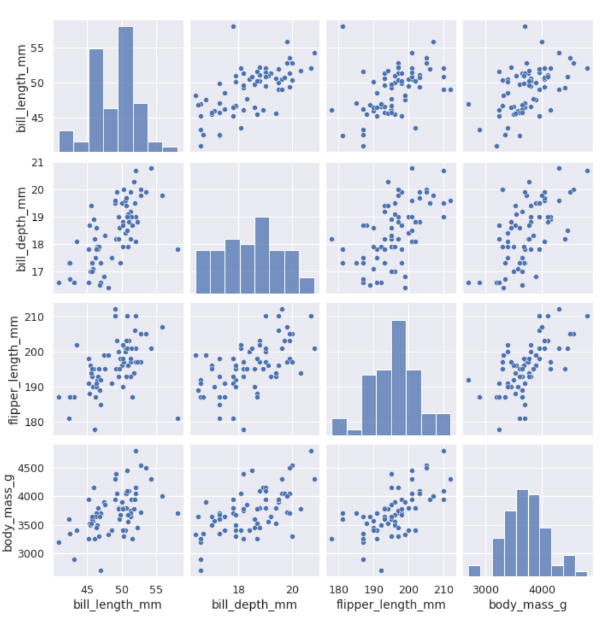 bill_length_mm
55
50
45
bill_depth_mm
21
20
19
18
17
flipper_length_mm
210
200
190
180
body_mass_g
4500
4000
3500
3000
45 50 55
18 20
180 190 200 210
3000 4000
bill_length_mm bill_depth_mm flipper_length_mm body_mass_g